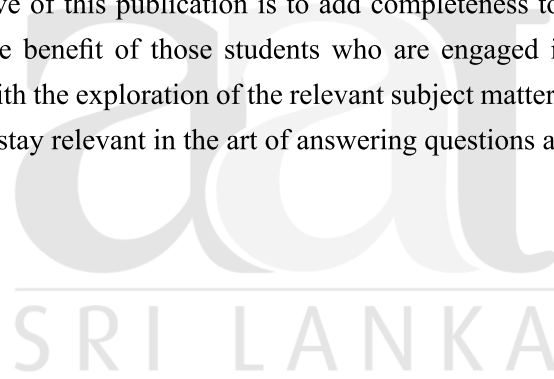 ve of this publication is to add completeness to
e benefit of those students who are engaged i
ith the exploration of the relevant subject matter
stay relevant in the art of answering questions a
aat
SRI LANKA